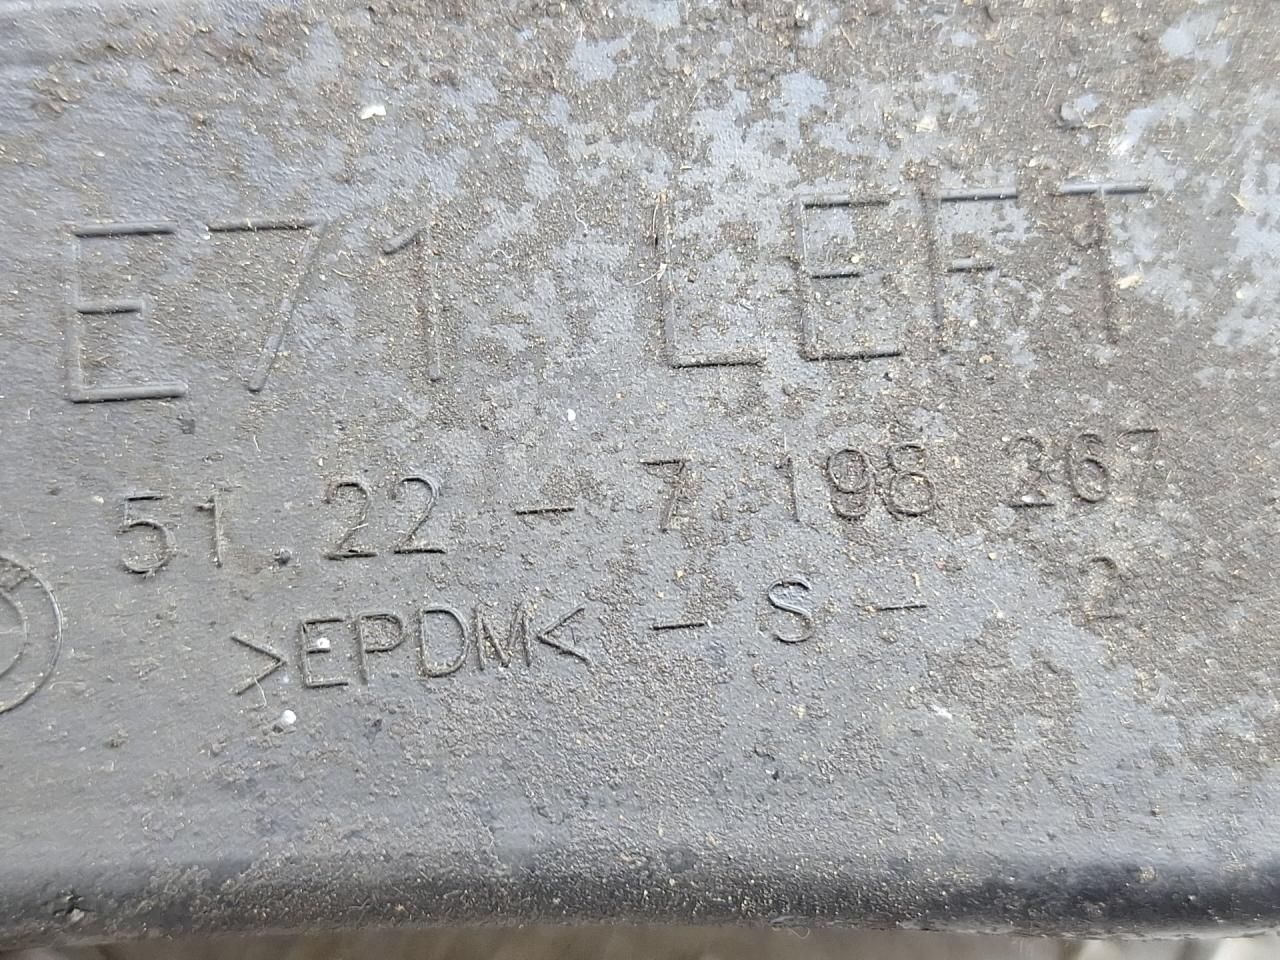 E71 LEFT
51.22 - 7 198 267
>EPDM< - S - 2